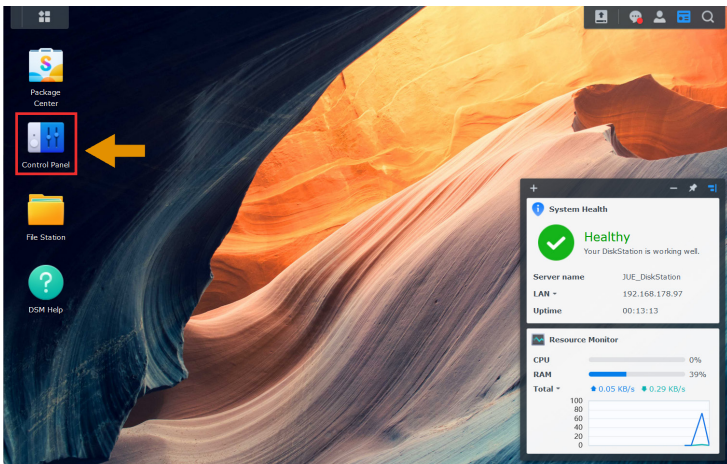 Package
Center
Control Panel
File Station
DSM Help
System Health
Healthy
Your DiskStation is working well.
Server name JUE_DiskStation
LAN 192.168.178.97
Uptime 00:13:13
Resource Monitor
CPU 0%
RAM 39%
Total 0.05 KB/s 0.29 KB/s
100
80
60
40
20
0